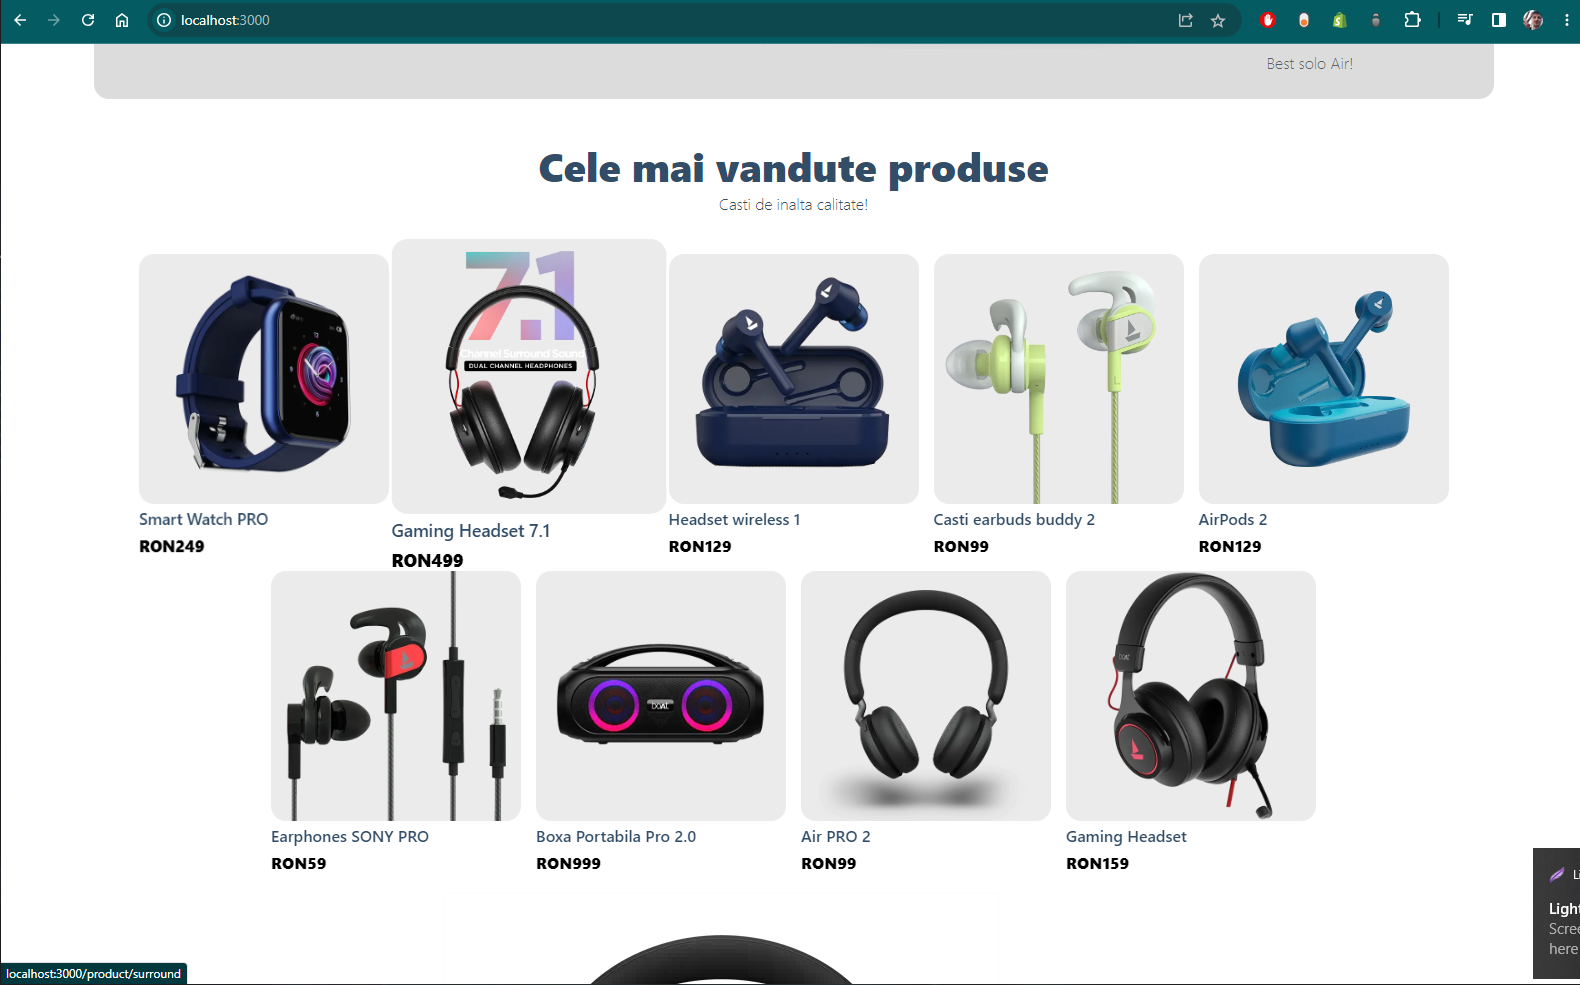 localhost:3000
Best solo Air!
Cele mai vandute produse
Casti de inalta calitate!
7.1
Channel Surround Sound
DUAL CHANNEL HEADPHONES
Smart Watch PRO
RON249
Gaming Headset 7.1
RON499
Headset wireless 1
RON129
Casti earbuds buddy 2
RON99
AirPods 2
RON129
Earphones SONY PRO
RON59
Boxa Portabila Pro 2.0
RON999
Air PRO 2
RON99
Gaming Headset
RON159
Light
Scree
here
localhost:3000/product/surround